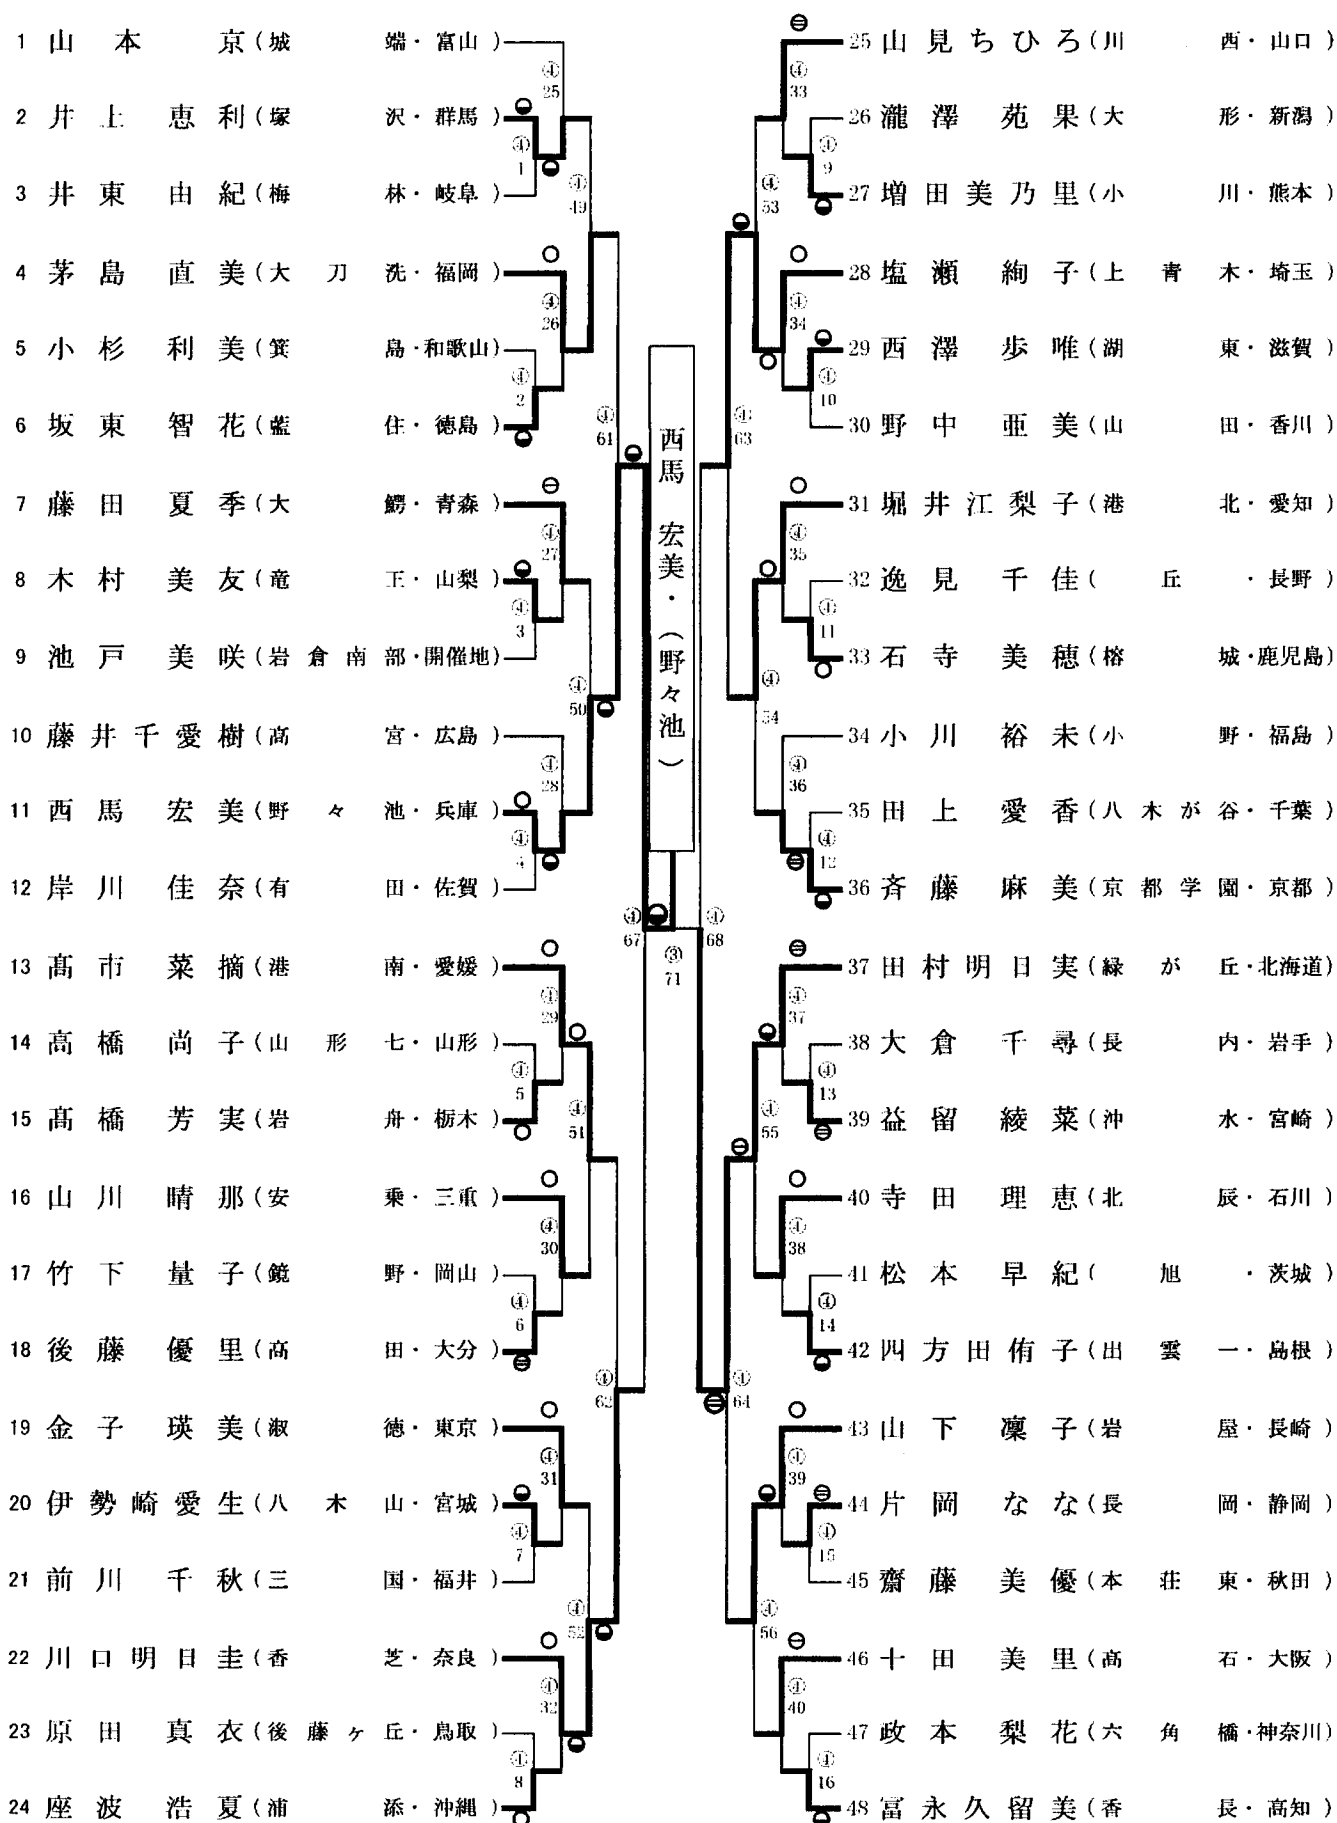 1 山本 京(城端・富山)
2 井上恵利(塚沢・群馬)
3 井東由紀(梅林・岐阜)
4 茅島直美(大刀洗・福岡)
5 小杉利美(箕島・和歌山)
6 坂東智花(藍住・徳島)
7 藤田夏季(大鰐・青森)
8 木村美友(竜王・山梨)
9 池戸美咲(岩倉南部・開催地)
10 藤井千愛樹(高宮・広島)
11 西馬宏美(野々池・兵庫)
12 岸川佳奈(有田・佐賀)
13 髙市菜摘(港南・愛媛)
14 高橋尚子(山形七・山形)
15 髙橋芳実(岩舟・栃木)
16 山川晴那(安乗・三重)
17 竹下量子(鏡野・岡山)
18 後藤優里(高田・大分)
19 金子瑛美(淑徳・東京)
20 伊勢崎愛生(八木山・宮城)
21 前川千秋(三国・福井)
22 川口明日圭(香芝・奈良)
23 原田真衣(後藤ヶ丘・鳥取)
24 座波浩夏(浦添・沖縄)
④ 25
④ 1
④ 49
④ 26
④ 2
④ 61
④ 27
④ 3
④ 50
④ 28
④ 4
④ 67
④ 29
④ 5
④ 51
④ 30
④ 6
④ 62
④ 31
④ 7
④ 52
④ 32
④ 8
西馬 宏美・(野々池)
③ 71
④ 33
④ 9
④ 53
④ 34
④ 10
④ 63
④ 35
④ 11
④ 54
④ 36
④ 12
④ 68
④ 37
④ 13
④ 55
④ 38
④ 14
④ 64
④ 39
④ 15
④ 56
④ 40
④ 16
25 山見ちひろ(川西・山口)
26 瀧澤苑果(大形・新潟)
27 増田美乃里(小川・熊本)
28 塩瀬絢子(上青木・埼玉)
29 西澤歩唯(湖東・滋賀)
30 野中亜美(山田・香川)
31 堀井江梨子(港北・愛知)
32 逸見千佳(丘・長野)
33 石寺美穂(榕城・鹿児島)
34 小川裕未(小野・福島)
35 田上愛香(八木が谷・千葉)
36 斉藤麻美(京都学園・京都)
37 田村明日実(緑が丘・北海道)
38 大倉千尋(長内・岩手)
39 益留綾菜(沖水・宮崎)
40 寺田理恵(北辰・石川)
41 松本早紀(旭・茨城)
42 四方田侑子(出雲一・島根)
43 山下凜子(岩屋・長崎)
44 片岡なな(長岡・静岡)
45 齋藤美優(本荘東・秋田)
46 十田美里(高石・大阪)
47 政本梨花(六角橋・神奈川)
48 冨永久留美(香長・高知)